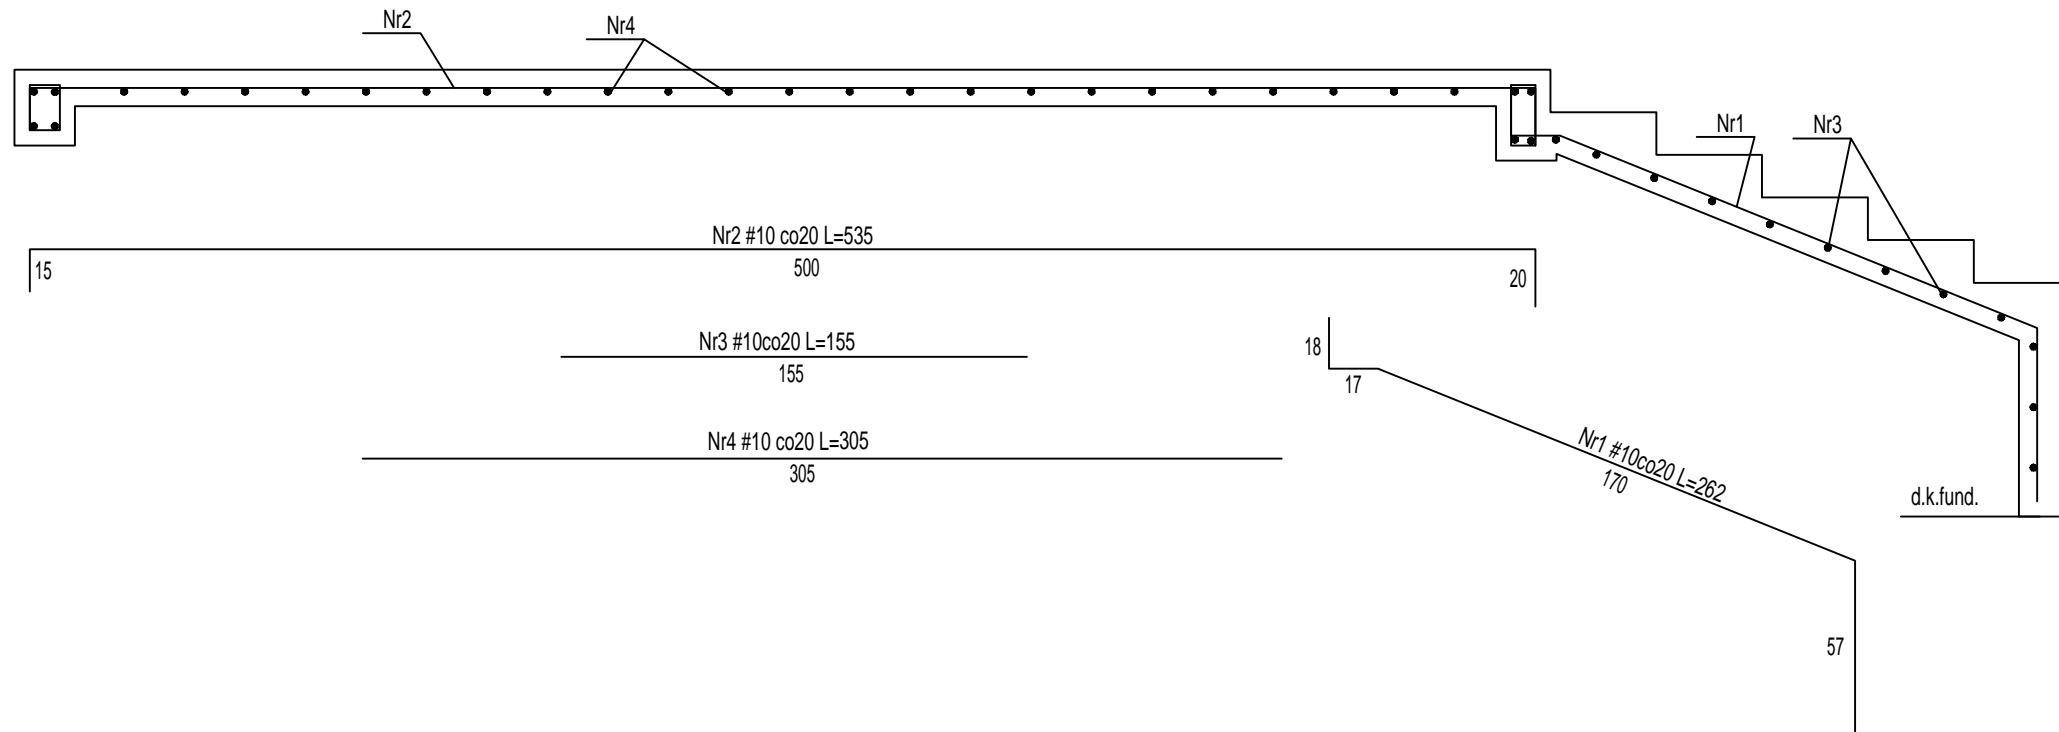 Nr2
Nr4
Nr1
Nr3
Nr2 #10 co20 L=535
15
500
20
Nr3 #10co20 L=155
155
18
17
Nr4 #10 co20 L=305
305
Nr1 #10co20 L=262
170
d.k.fund.
57